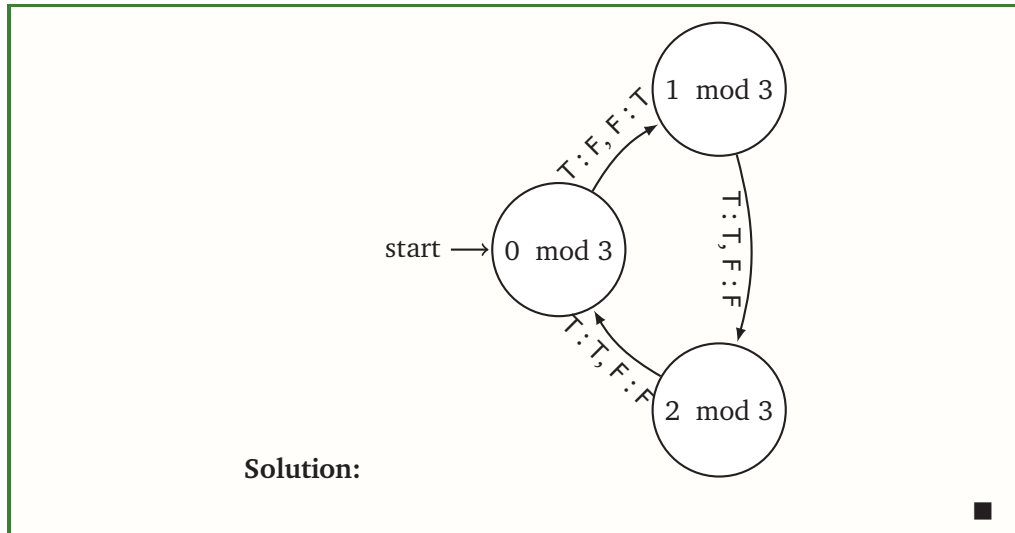 1 mod 3
T : F, F : T
start
0 mod 3
T : T, F : F
T : T, F : F
2 mod 3
Solution: